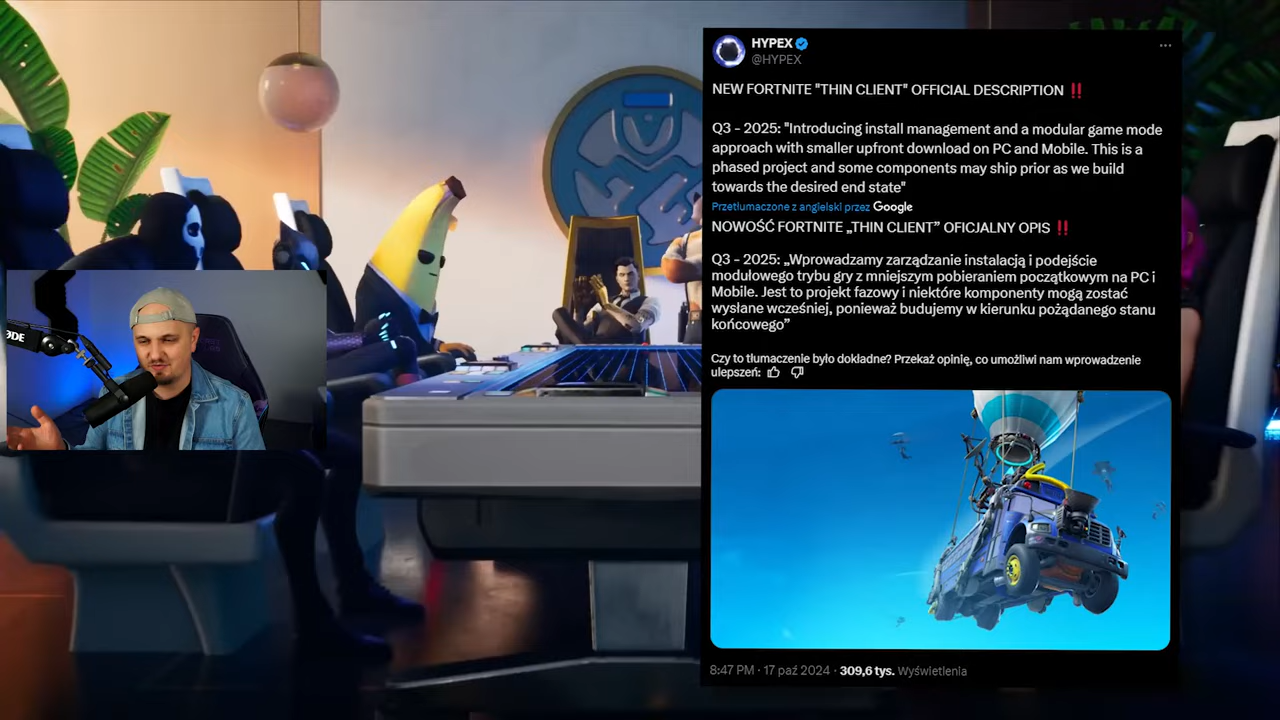 HYPEX
@HYPEX
NEW FORTNITE "THIN CLIENT" OFFICIAL DESCRIPTION ‼️
Q3 - 2025: "Introducing install management and a modular game mode
approach with smaller upfront download on PC and Mobile. This is a
phased project and some components may ship prior as we build
towards the desired end state"
Przetłumaczone z angielski przez Google
NOWOŚĆ FORTNITE „THIN CLIENT” OFICJALNY OPIS ‼️
Q3 - 2025: „Wprowadzamy zarządzanie instalacją i podejście
modułowego trybu gry z mniejszym pobieraniem początkowym na PC i
Mobile. Jest to projekt fazowy i niektóre komponenty mogą zostać
wysłane wcześniej, ponieważ budujemy w kierunku pożądanego stanu
końcowego”
Czy to tłumaczenie było dokładne? Przekaż opinię, co umożliwi nam wprowadzenie
ulepszeń:
8:47 PM · 17 paź 2024 · 309,6 tys. Wyświetlenia